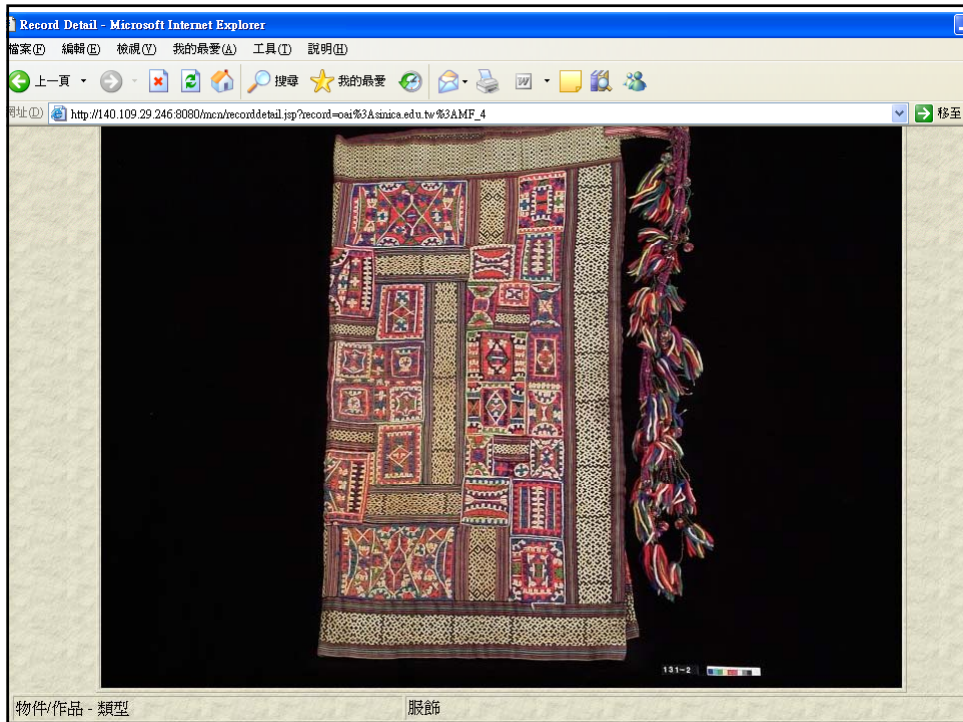 Record Detail - Microsoft Internet Explorer
檔案(F) 編輯(E) 檢視(V) 我的最愛(A) 工具(T) 說明(H)
上一頁 搜尋 我的最愛
網址(D) http://140.109.29.246:8080/mcn/recorddetail.jsp?record=oai%3Asinica.edu.tw%3AMF_4 移至
131-2
物件/作品 - 類型 服飾